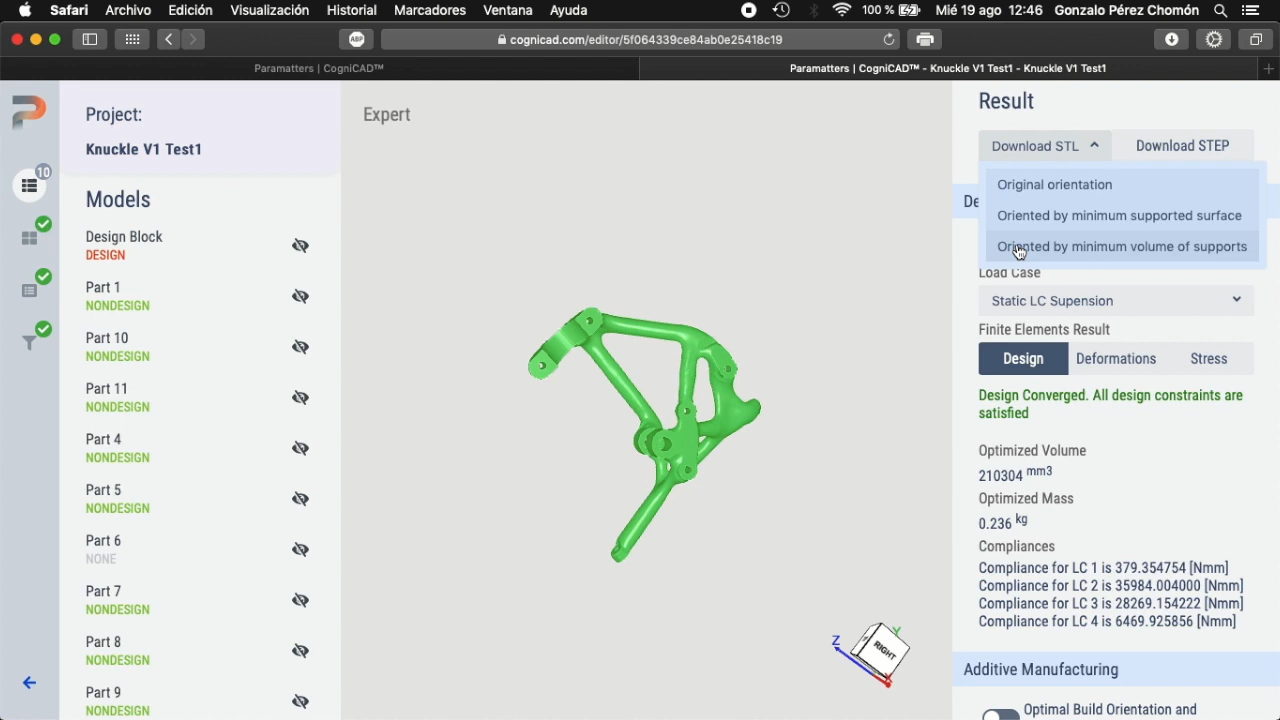 Safari Archivo Edición Visualización Historial Marcadores Ventana Ayuda 100 % Mié 19 ago 12:46 Gonzalo Pérez Chomón
ABP cognicad.com/editor/5f064339ce84ab0e25418c19
Paramatters | CogniCAD™ Paramatters | CogniCAD™ - Knuckle V1 Test1 - Knuckle V1 Test1
10
Project:
Knuckle V1 Test1
Models
Design Block
DESIGN
Part 1
NONDESIGN
Part 10
NONDESIGN
Part 11
NONDESIGN
Part 4
NONDESIGN
Part 5
NONDESIGN
Part 6
NONE
Part 7
NONDESIGN
Part 8
NONDESIGN
Part 9
NONDESIGN
Expert
Z
Y
RIGHT
X
Result
Download STL Download STEP
Original orientation
De
Oriented by minimum supported surface
Oriented by minimum volume of supports
Load Case
Static LC Supension
Finite Elements Result
Design Deformations Stress
Design Converged. All design constraints are
satisfied
Optimized Volume
210304 mm3
Optimized Mass
0.236 kg
Compliances
Compliance for LC 1 is 379.354754 [Nmm]
Compliance for LC 2 is 35984.004000 [Nmm]
Compliance for LC 3 is 28269.154222 [Nmm]
Compliance for LC 4 is 6469.925856 [Nmm]
Additive Manufacturing
Optimal Build Orientation and